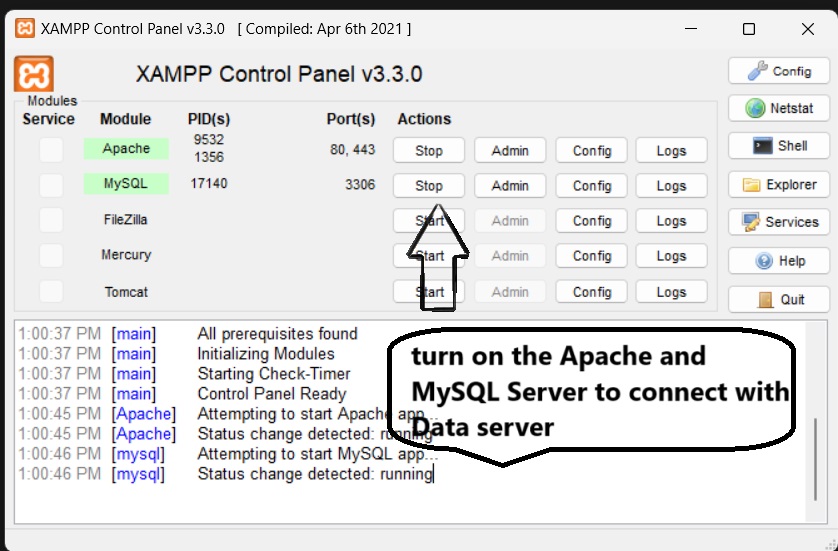 XAMPP Control Panel v3.3.0 [ Compiled: Apr 6th 2021 ]
XAMPP Control Panel v3.3.0
Config
Modules
Service Module PID(s) Port(s) Actions
Netstat
Apache 9532 1356 80, 443 Stop Admin Config Logs
Shell
MySQL 17140 3306 Stop Admin Config Logs
Explorer
FileZilla Start Admin Config Logs
Services
Mercury Start Admin Config Logs
Help
Tomcat Start Admin Config Logs
Quit
1:00:37 PM [main] All prerequisites found
1:00:37 PM [main] Initializing Modules
1:00:37 PM [main] Starting Check-Timer
1:00:37 PM [main] Control Panel Ready
1:00:45 PM [Apache] Attempting to start Apache app...
1:00:45 PM [Apache] Status change detected: running
1:00:46 PM [mysql] Attempting to start MySQL app...
1:00:46 PM [mysql] Status change detected: running
turn on the Apache and
MySQL Server to connect with
Data server